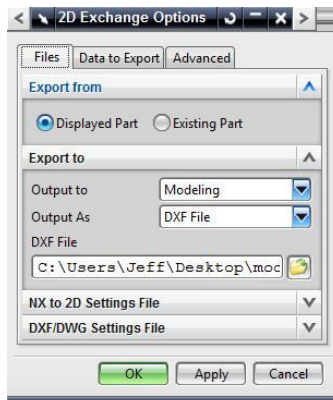 2D Exchange Options
Files Data to Export Advanced
Export from
Displayed Part Existing Part
Export to
Output to Modeling
Output As DXF File
DXF File
C:\Users\Jeff\Desktop\moc
NX to 2D Settings File
DXF/DWG Settings File
OK Apply Cancel